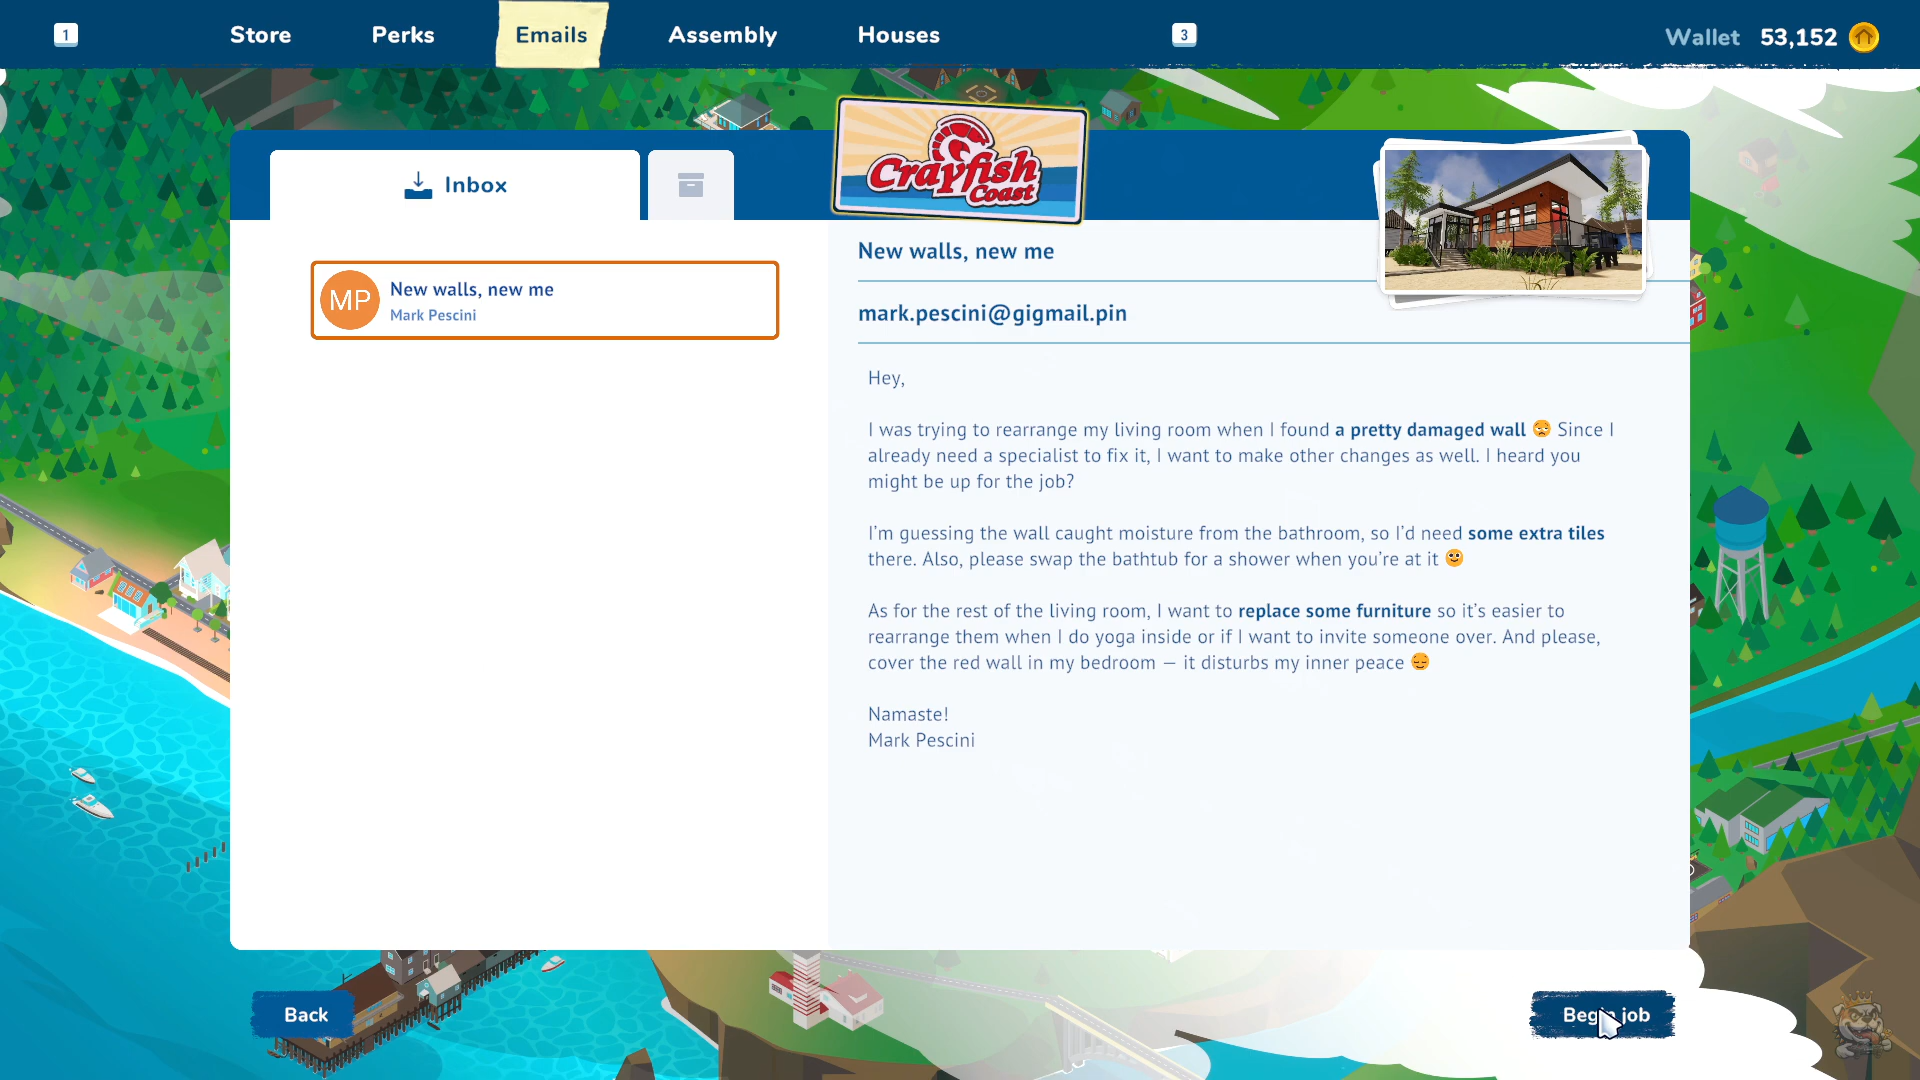 1
Store
Perks
Emails
Assembly
Houses
3
Wallet 53,152
Inbox
Crayfish
Coast
New walls, new me
Mark Pescini
MP
New walls, new me
mark.pescini@gigmail.pin
Hey,
I was trying to rearrange my living room when I found a pretty damaged wall Since I
already need a specialist to fix it, I want to make other changes as well. I heard you
might be up for the job?
I'm guessing the wall caught moisture from the bathroom, so I'd need some extra tiles
there. Also, please swap the bathtub for a shower when you're at it
As for the rest of the living room, I want to replace some furniture so it's easier to
rearrange them when I do yoga inside or if I want to invite someone over. And please,
cover the red wall in my bedroom — it disturbs my inner peace
Namaste!
Mark Pescini
Back
Begin job